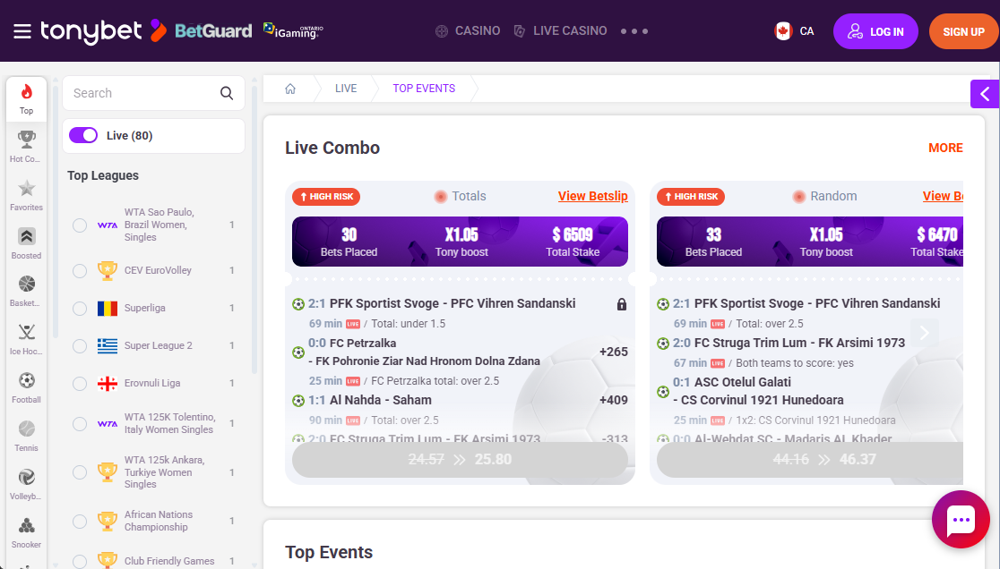 tonybet BetGuard iGaming ONTARIO
CASINO LIVE CASINO
CA LOG IN SIGN UP
Top
Hot Co...
Favorites
Boosted
Basket...
Ice Hoc...
Football
Tennis
Volleyb...
Snooker
Search
Live (80)
Top Leagues
WTA WTA Sao Paulo,
Brazil Women, 1
Singles
CEV EuroVolley 1
Superliga 1
Super League 2 1
Erovnuli Liga 1
WTA WTA 125K Tolentino, 1
Italy Women Singles
WTA 125k Ankara,
Turkiye Women 1
Singles
African Nations 1
Championship
Club Friendly Games 1
LIVE TOP EVENTS
Live Combo MORE
HIGH RISK Totals View Betslip
30 X1.05 $ 6509
Bets Placed Tony boost Total Stake
2:1 PFK Sportist Svoge - PFC Vihren Sandanski
69 min LIVE / Total: under 1.5
0:0 FC Petrzalka
- FK Pohronie Ziar Nad Hronom Dolna Zdana +265
25 min LIVE / FC Petrzalka total: over 2.5
1:1 Al Nahda - Saham +409
90 min LIVE / Total: over 2.5
2:0 FC Struga Trim Lum - FK Arsimi 1973 -313
24.57 25.80
HIGH RISK Random View Be
33 X1.05 $ 6470
Bets Placed Tony boost Total Stake
2:1 PFK Sportist Svoge - PFC Vihren Sandanski
69 min LIVE / Total: over 2.5
2:0 FC Struga Trim Lum - FK Arsimi 1973
67 min LIVE / Both teams to score: yes
0:1 ASC Otelul Galati
- CS Corvinul 1921 Hunedoara
25 min LIVE / 1x2: CS Corvinul 1921 Hunedoara
0:0 Al-Wehdat SC - Madaris AL Khader
44.16 46.37
Top Events